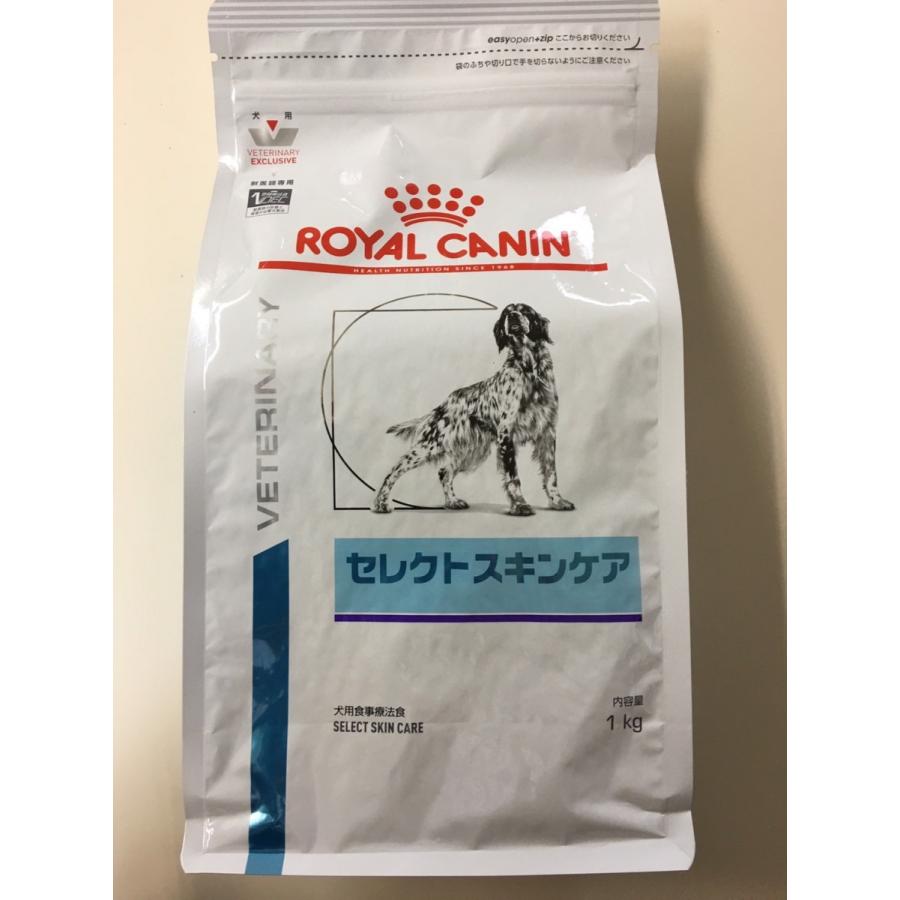 easyopen+zip ここからお切りください
袋のふちや切り口で手を切らないようにご注意ください
犬 用
VETERINARY
EXCLUSIVE
獣医師専用
ROYAL CANIN
HEALTH NUTRITION SINCE 1968
VETERINARY
セレクトスキンケア
犬用食事療法食
SELECT SKIN CARE
内容量
1 kg